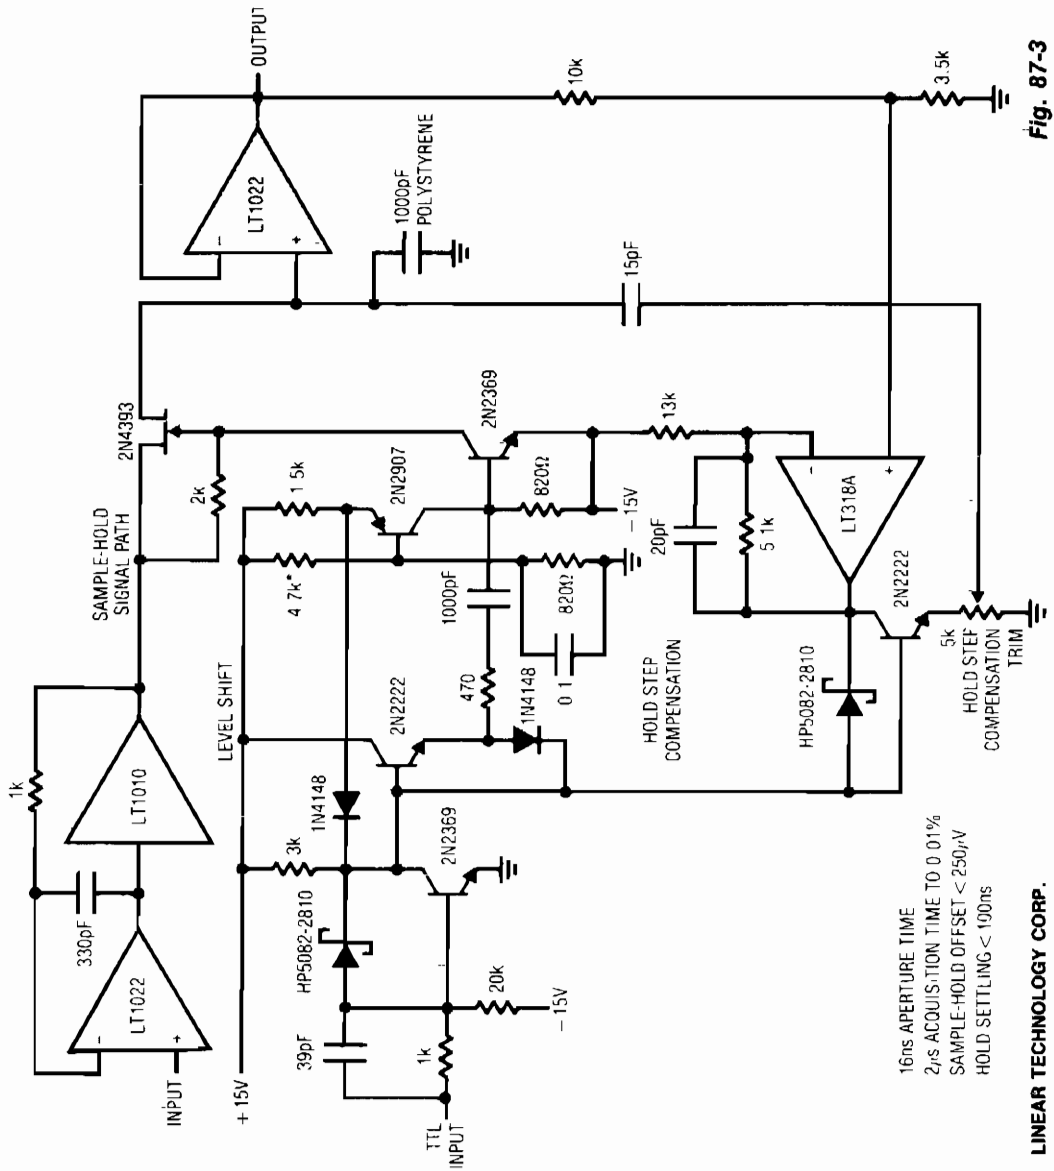 1k
330pF
LT1022
-
+
INPUT
LT1010
SAMPLE-HOLD
SIGNAL PATH
2N4393
2k
LT1022
-
+
OUTPUT
1000pF
POLYSTYRENE
+15V
LEVEL SHIFT
3k
1N4148
4 7k*
1 5k
2N2907
2N2369
HP5082-2810
39pF
TTL
INPUT
1k
20k
-15V
2N2369
2N2222
470
1N4148
1000pF
0 1
820Ω
820Ω
-15V
15pF
10k
3.5k
13k
20pF
5 1k
LT318A
-
+
HOLD STEP
COMPENSATION
HP5082-2810
2N2222
5k
HOLD STEP
COMPENSATION
TRIM
16ns APERTURE TIME
2µs ACQUISITION TIME TO 0 01%
SAMPLE-HOLD OFFSET < 250µV
HOLD SETTLING < 100ns
LINEAR TECHNOLOGY CORP.
Fig. 87-3